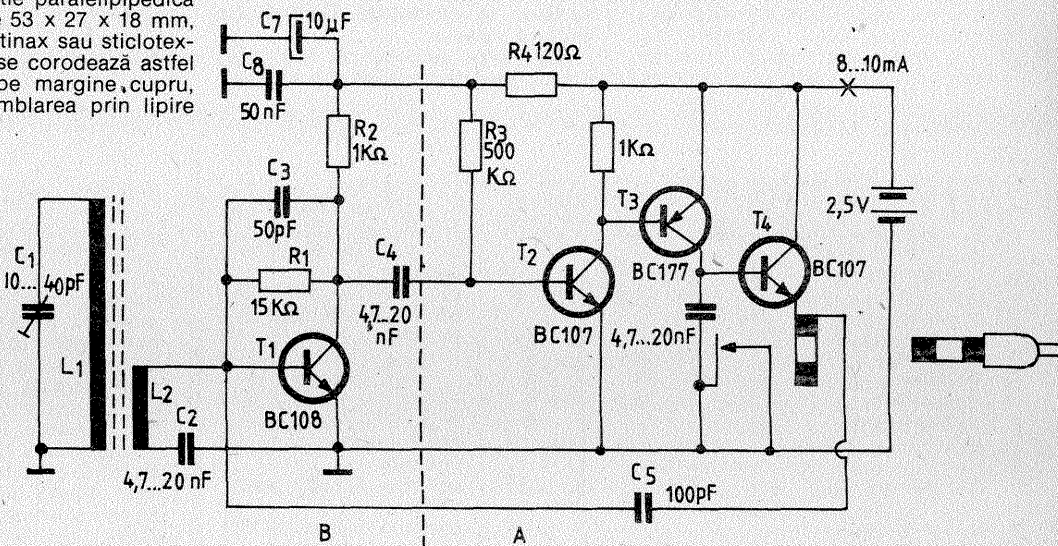 ție paralelipipedică
53 x 27 x 18 mm,
tinax sau sticlotex-
se corodează astfel
pe margine cupru,
mblarea prin lipire
C7 10µF
C8
50 nF
R2
1KΩ
C3
50pF
R1
15KΩ
C4
4,7...20
nF
C1
10... 40pF
L1
L2
C2
4,7...20 nF
T1
BC108
R4 120Ω
R3
500
KΩ
1KΩ
T2
BC107
T3
BC177
4,7...20nF
T4
BC107
8...10mA
2,5V
C5
100pF
B
A